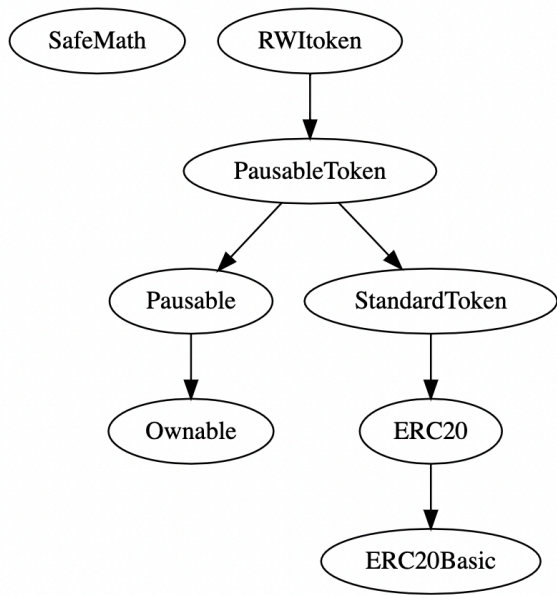 SafeMath
RWItoken
PausableToken
Pausable
StandardToken
Ownable
ERC20
ERC20Basic